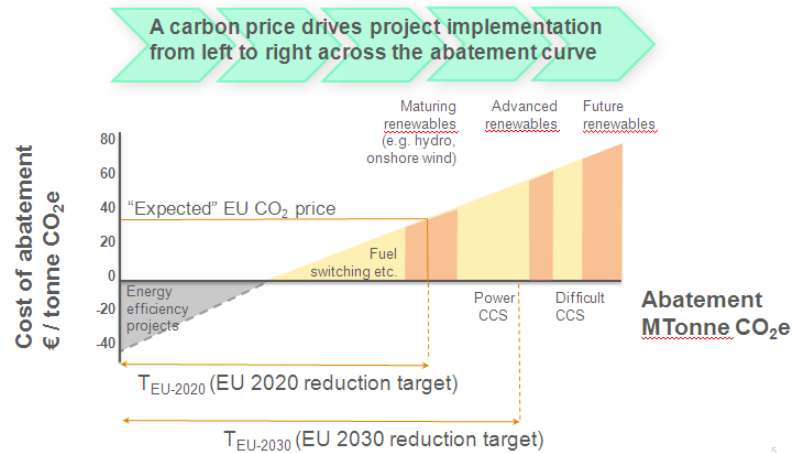 A carbon price drives project implementation
from left to right across the abatement curve
Maturing
renewables
(e.g. hydro,
onshore wind)
Advanced
renewables
Future
renewables
Cost of abatement
€ / tonne CO₂e
80
60
40
20
0
-20
-40
"Expected" EU CO₂ price
Fuel
switching etc.
Energy
efficiency
projects
Power
CCS
Difficult
CCS
Abatement
MTonne CO₂e
T_EU-2020 (EU 2020 reduction target)
T_EU-2030 (EU 2030 reduction target)
5